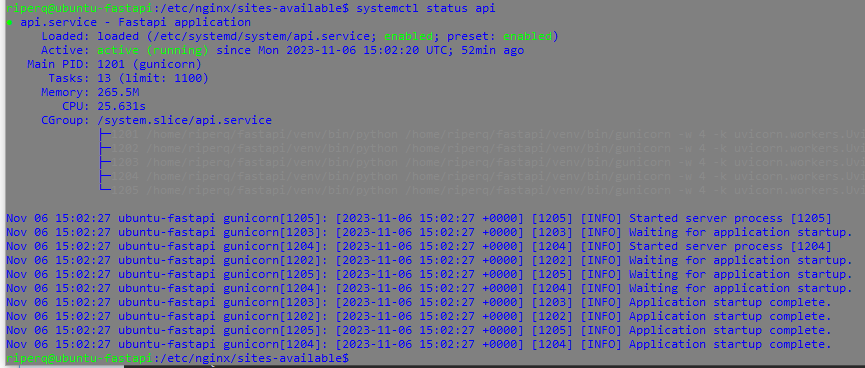 riperq@ubuntu-fastapi:/etc/nginx/sites-available$ systemctl status api
● api.service - Fastapi application
Loaded: loaded (/etc/systemd/system/api.service; enabled; preset: enabled)
Active: active (running) since Mon 2023-11-06 15:02:20 UTC; 52min ago
Main PID: 1201 (gunicorn)
Tasks: 13 (limit: 1100)
Memory: 265.5M
CPU: 25.631s
CGroup: /system.slice/api.service
├─1201 /home/riperq/fastapi/venv/bin/python /home/riperq/fastapi/venv/bin/gunicorn -w 4 -k uvicorn.workers.Uvi
├─1202 /home/riperq/fastapi/venv/bin/python /home/riperq/fastapi/venv/bin/gunicorn -w 4 -k uvicorn.workers.Uvi
├─1203 /home/riperq/fastapi/venv/bin/python /home/riperq/fastapi/venv/bin/gunicorn -w 4 -k uvicorn.workers.Uvi
├─1204 /home/riperq/fastapi/venv/bin/python /home/riperq/fastapi/venv/bin/gunicorn -w 4 -k uvicorn.workers.Uvi
└─1205 /home/riperq/fastapi/venv/bin/python /home/riperq/fastapi/venv/bin/gunicorn -w 4 -k uvicorn.workers.Uvi
Nov 06 15:02:27 ubuntu-fastapi gunicorn[1205]: [2023-11-06 15:02:27 +0000] [1205] [INFO] Started server process [1205]
Nov 06 15:02:27 ubuntu-fastapi gunicorn[1203]: [2023-11-06 15:02:27 +0000] [1203] [INFO] Waiting for application startup.
Nov 06 15:02:27 ubuntu-fastapi gunicorn[1204]: [2023-11-06 15:02:27 +0000] [1204] [INFO] Started server process [1204]
Nov 06 15:02:27 ubuntu-fastapi gunicorn[1202]: [2023-11-06 15:02:27 +0000] [1202] [INFO] Waiting for application startup.
Nov 06 15:02:27 ubuntu-fastapi gunicorn[1205]: [2023-11-06 15:02:27 +0000] [1205] [INFO] Waiting for application startup.
Nov 06 15:02:27 ubuntu-fastapi gunicorn[1204]: [2023-11-06 15:02:27 +0000] [1204] [INFO] Waiting for application startup.
Nov 06 15:02:27 ubuntu-fastapi gunicorn[1203]: [2023-11-06 15:02:27 +0000] [1203] [INFO] Application startup complete.
Nov 06 15:02:27 ubuntu-fastapi gunicorn[1202]: [2023-11-06 15:02:27 +0000] [1202] [INFO] Application startup complete.
Nov 06 15:02:27 ubuntu-fastapi gunicorn[1205]: [2023-11-06 15:02:27 +0000] [1205] [INFO] Application startup complete.
Nov 06 15:02:27 ubuntu-fastapi gunicorn[1204]: [2023-11-06 15:02:27 +0000] [1204] [INFO] Application startup complete.
riperq@ubuntu-fastapi:/etc/nginx/sites-available$